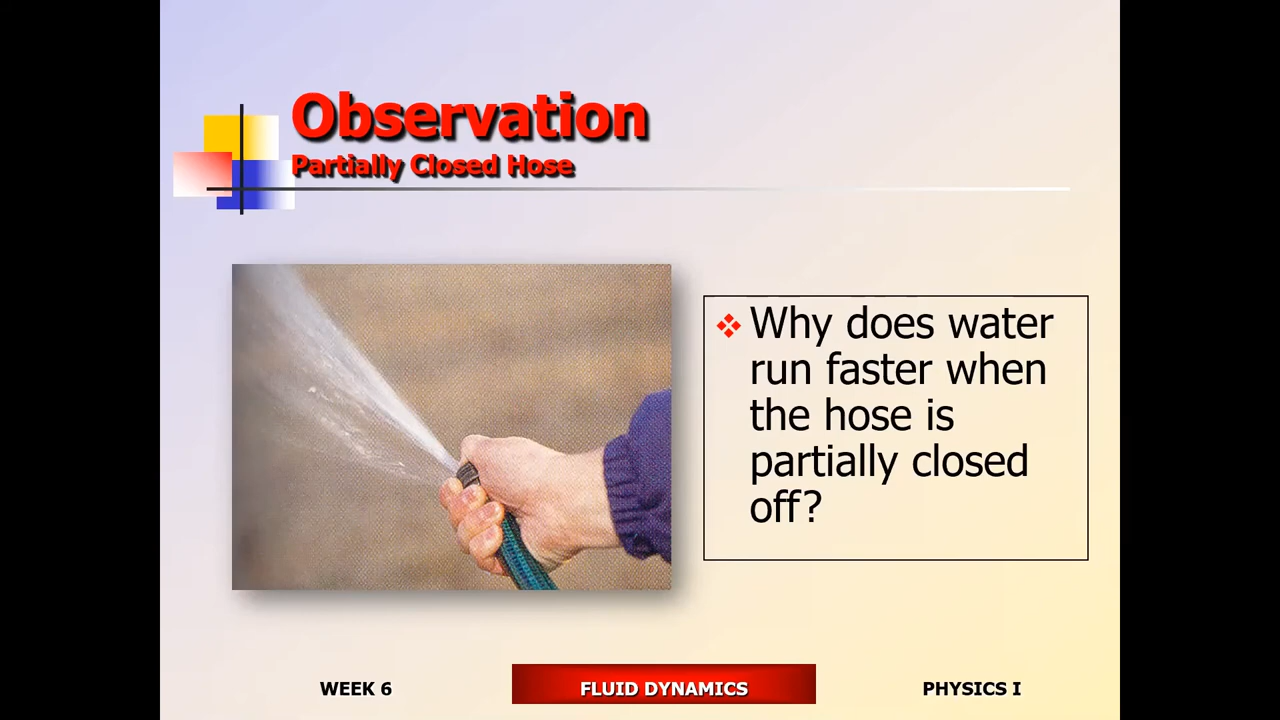 Observation
Partially Closed Hose
Why does water
run faster when
the hose is
partially closed
off?
WEEK 6
FLUID DYNAMICS
PHYSICS I